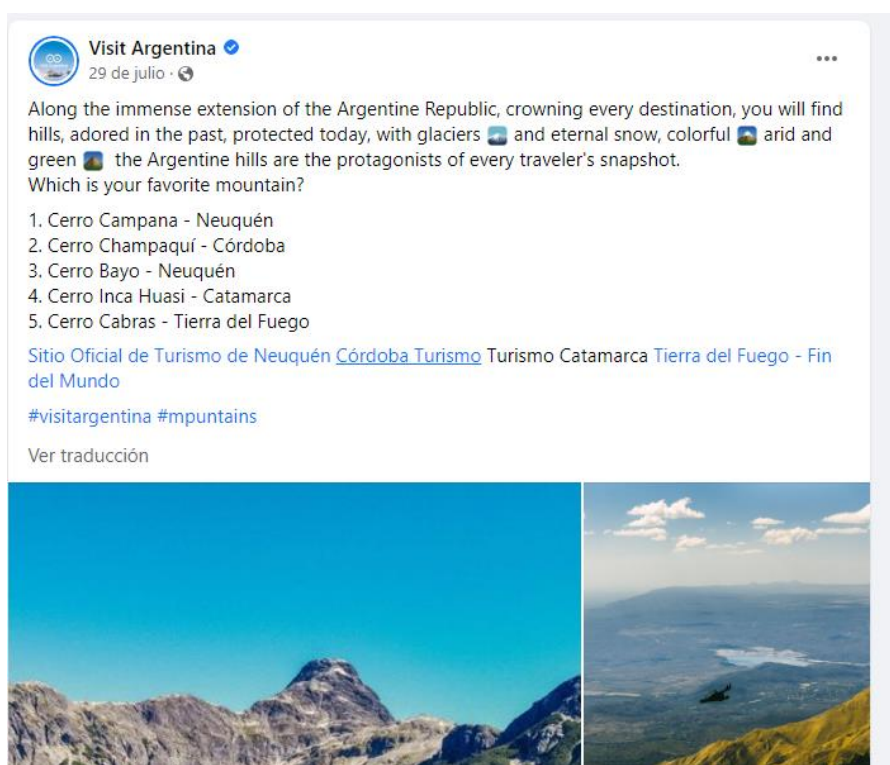 Visit Argentina
29 de julio ·
Along the immense extension of the Argentine Republic, crowning every destination, you will find
hills, adored in the past, protected today, with glaciers and eternal snow, colorful arid and
green the Argentine hills are the protagonists of every traveler's snapshot.
Which is your favorite mountain?
1. Cerro Campana - Neuquén
2. Cerro Champaquí - Córdoba
3. Cerro Bayo - Neuquén
4. Cerro Inca Huasi - Catamarca
5. Cerro Cabras - Tierra del Fuego
Sitio Oficial de Turismo de Neuquén Córdoba Turismo Turismo Catamarca Tierra del Fuego - Fin
del Mundo
#visitargentina #mpuntains
Ver traducción